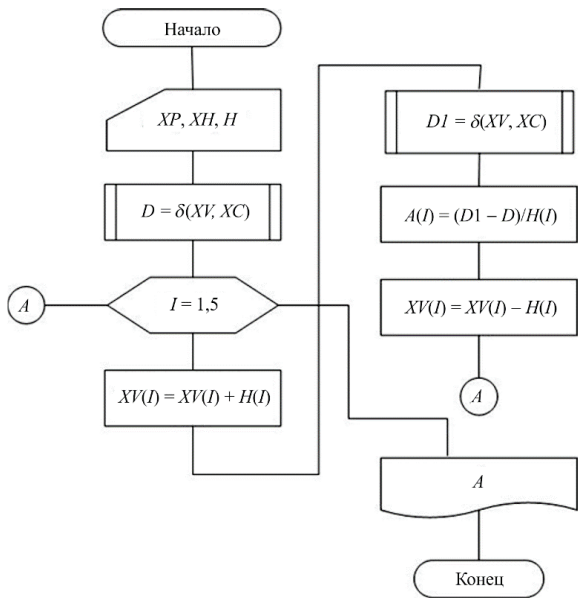 Начало
XP, XH, H
D = δ(XV, XC)
A
I = 1,5
XV(I) = XV(I) + H(I)
D1 = δ(XV, XC)
A(I) = (D1 – D)/H(I)
XV(I) = XV(I) – H(I)
A
A
Конец